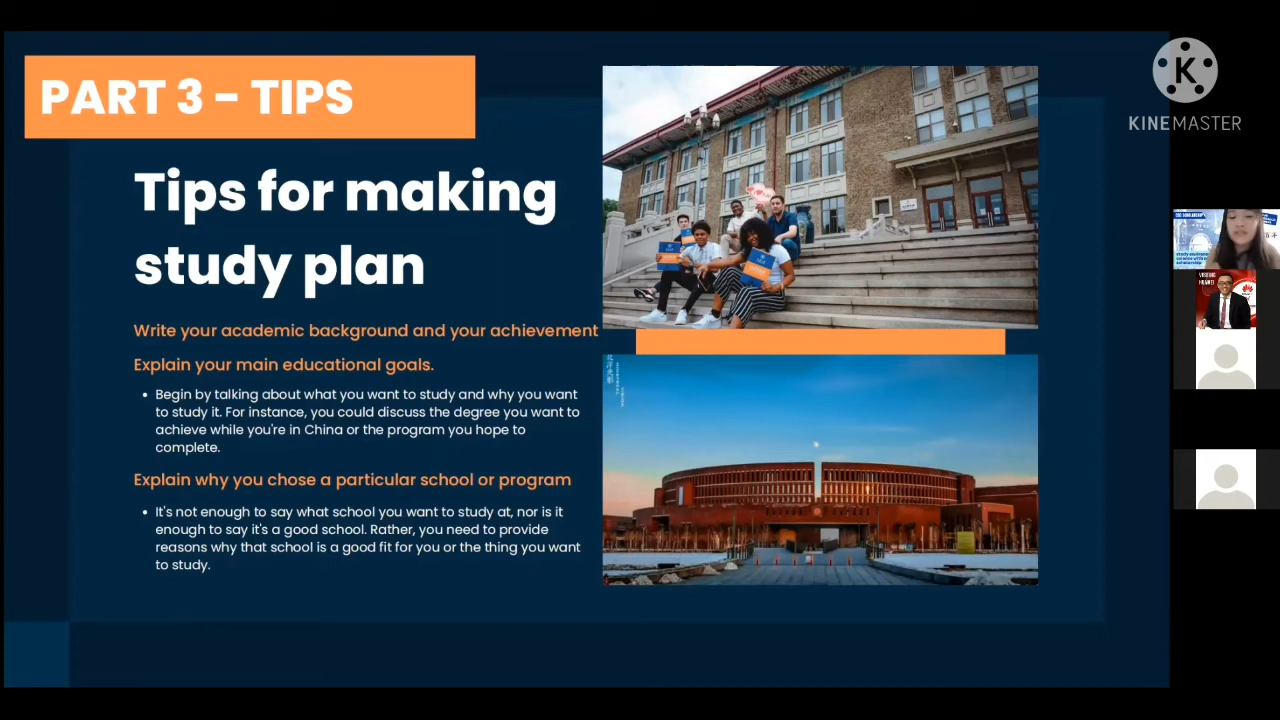 PART 3 - TIPS
Tips for making
study plan
Write your academic background and your achievement
Explain your main educational goals.
• Begin by talking about what you want to study and why you want
to study it. For instance, you could discuss the degree you want to
achieve while you're in China or the program you hope to
complete.
Explain why you chose a particular school or program
• It's not enough to say what school you want to study at, nor is it
enough to say it's a good school. Rather, you need to provide
reasons why that school is a good fit for you or the thing you want
to study.
K
KINEMASTER
VISITING
HUAWEI